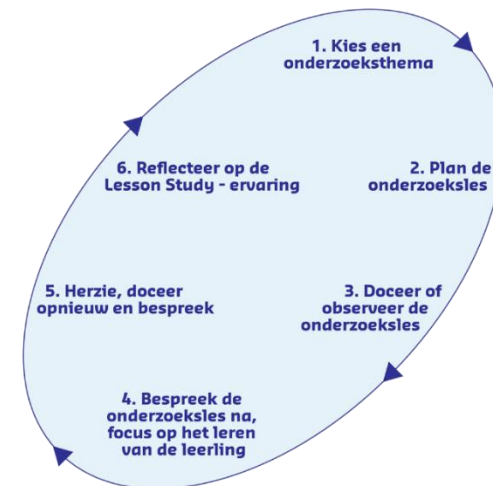 1. Kies een
onderzoeksthema
2. Plan de
onderzoeksles
3. Doceer of
observeer de
onderzoeksles
4. Bespreek de
onderzoeksles na,
focus op het leren
van de leerling
5. Herzie, doceer
opnieuw en bespreek
6. Reflecteer op de
Lesson Study - ervaring